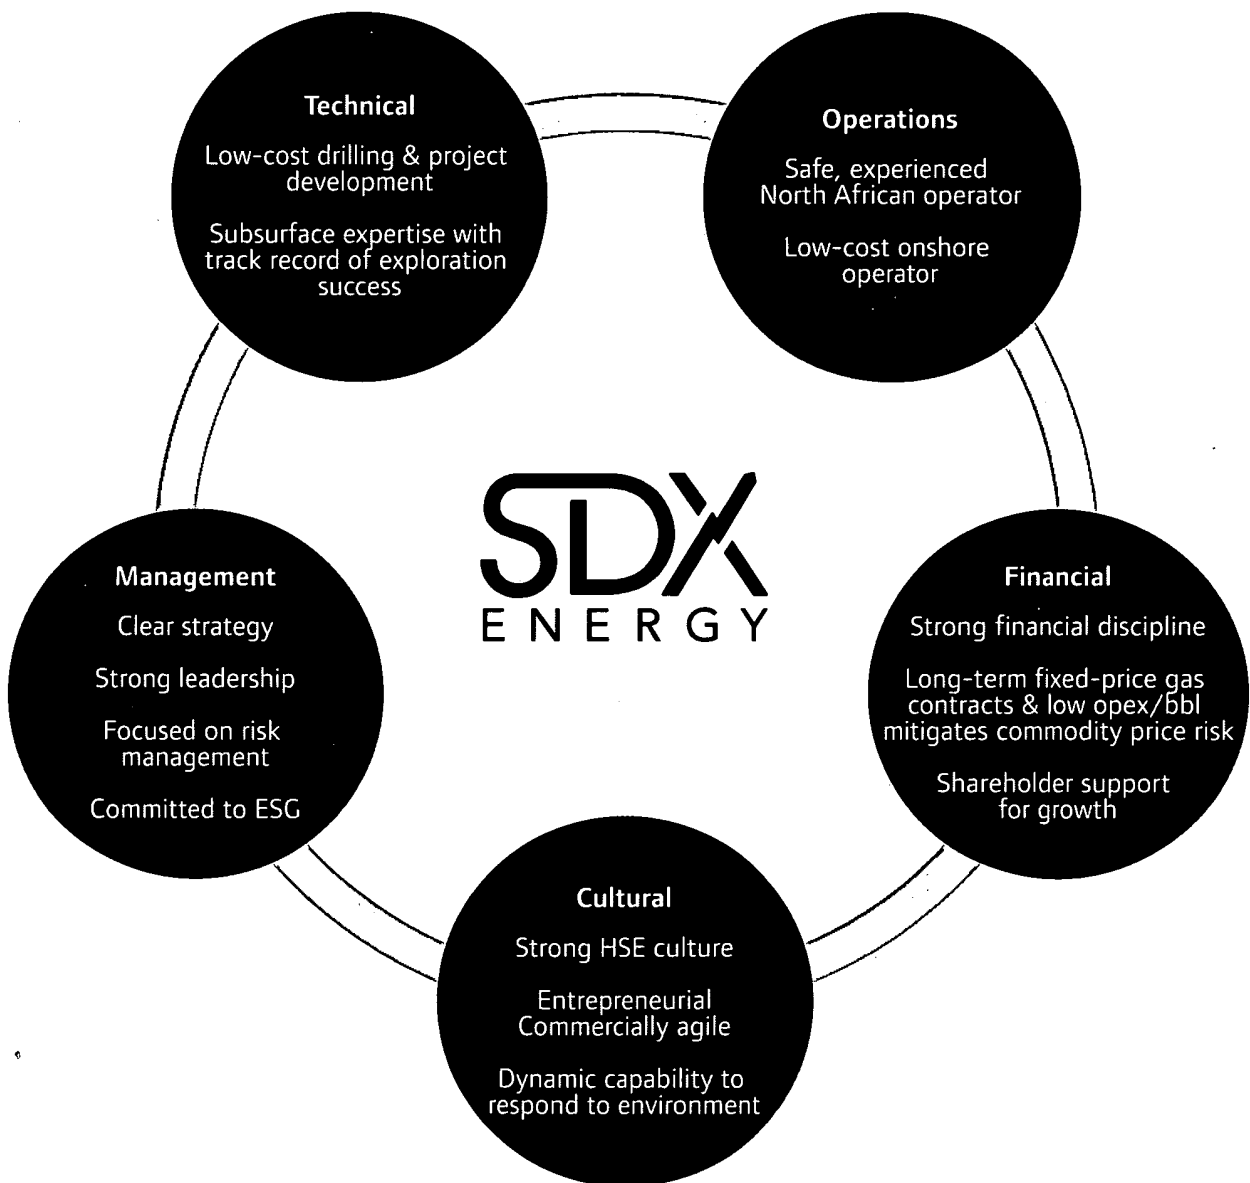 Technical
Low-cost drilling & project
development
Subsurface expertise with
track record of exploration
success
Operations
Safe, experienced
North African operator
Low-cost onshore
operator
SDX
ENERGY
Management
Clear strategy
Strong leadership
Focused on risk
management
Committed to ESG
Financial
Strong financial discipline
Long-term fixed-price gas
contracts & low opex/bbl
mitigates commodity price risk
Shareholder support
for growth
Cultural
Strong HSE culture
Entrepreneurial
Commercially agile
Dynamic capability to
respond to environment